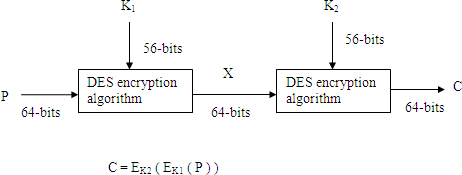 K1 K2
56-bits 56-bits
P DES encryption algorithm X DES encryption algorithm C
64-bits 64-bits 64-bits
C = EK2 ( EK1 ( P ) )